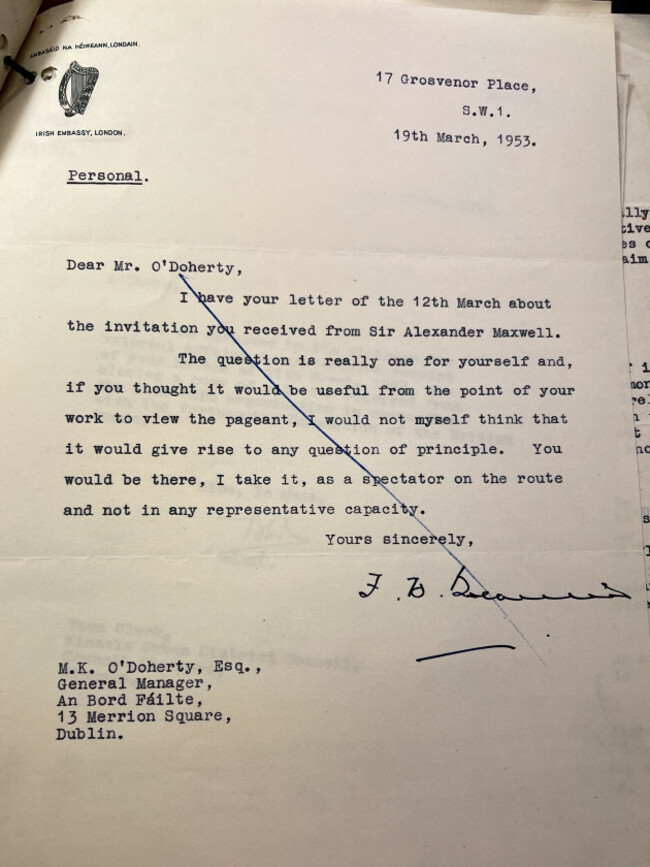 AMBASÁID NA HÉIREANN, LONDAIN.
IRISH EMBASSY, LONDON.
17 Grosvenor Place,
S.W.1.
19th March, 1953.
Personal.
Dear Mr. O'Doherty,
I have your letter of the 12th March about
the invitation you received from Sir Alexander Maxwell.
The question is really one for yourself and,
if you thought it would be useful from the point of your
work to view the pageant, I would not myself think that
it would give rise to any question of principle. You
would be there, I take it, as a spectator on the route
and not in any representative capacity.
Yours sincerely,
F. B.
M.K. O'Doherty, Esq.,
General Manager,
An Bord Fáilte,
13 Merrion Square,
Dublin.